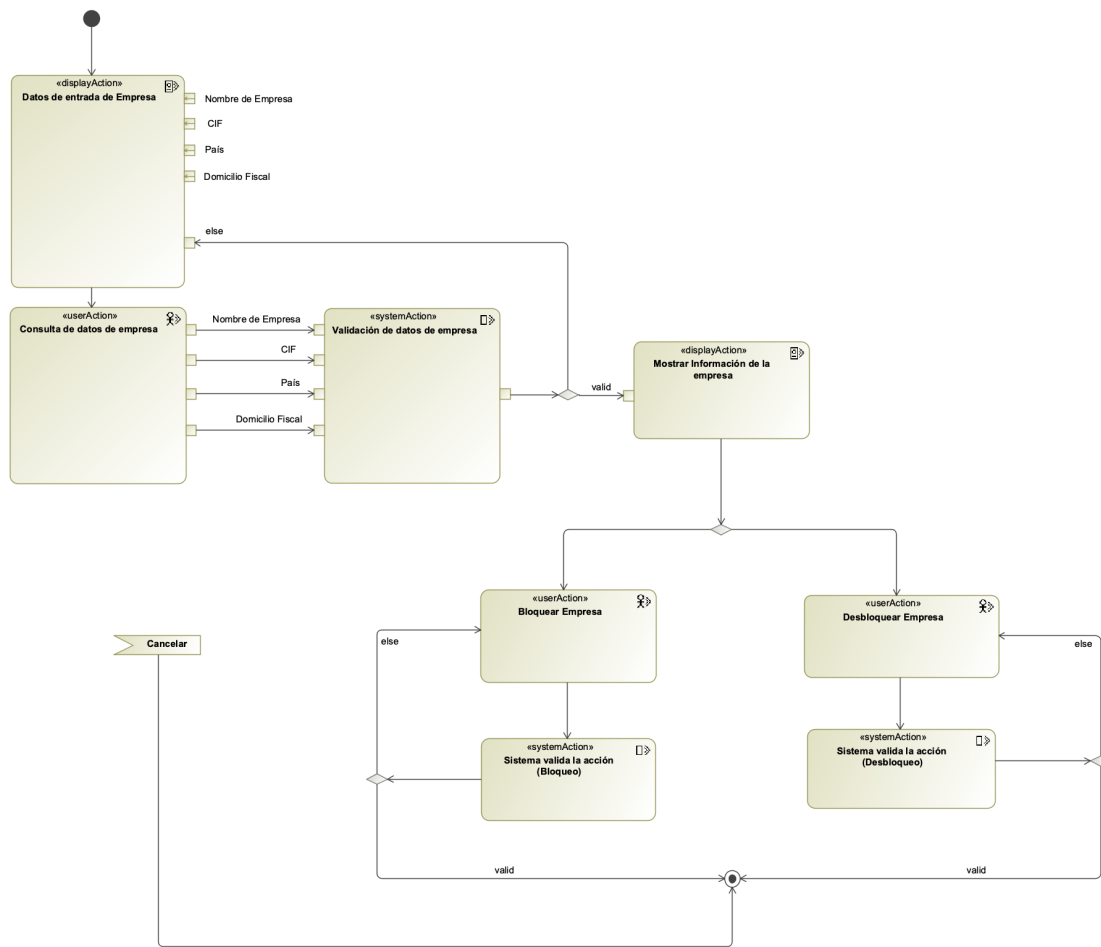 «displayAction»
Datos de entrada de Empresa
Nombre de Empresa
CIF
País
Domicilio Fiscal
else
«userAction»
Consulta de datos de empresa
Nombre de Empresa
CIF
País
Domicilio Fiscal
«systemAction»
Validación de datos de empresa
valid
«displayAction»
Mostrar Información de la
empresa
«userAction»
Bloquear Empresa
«userAction»
Desbloquear Empresa
Cancelar
else
else
«systemAction»
Sistema valida la acción
(Bloqueo)
«systemAction»
Sistema valida la acción
(Desbloqueo)
valid
valid